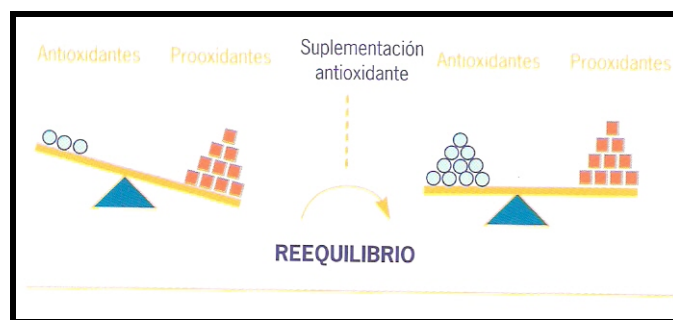 Antioxidantes Prooxidantes
Suplementación
antioxidante
Antioxidantes Prooxidantes
REEQUILIBRIO